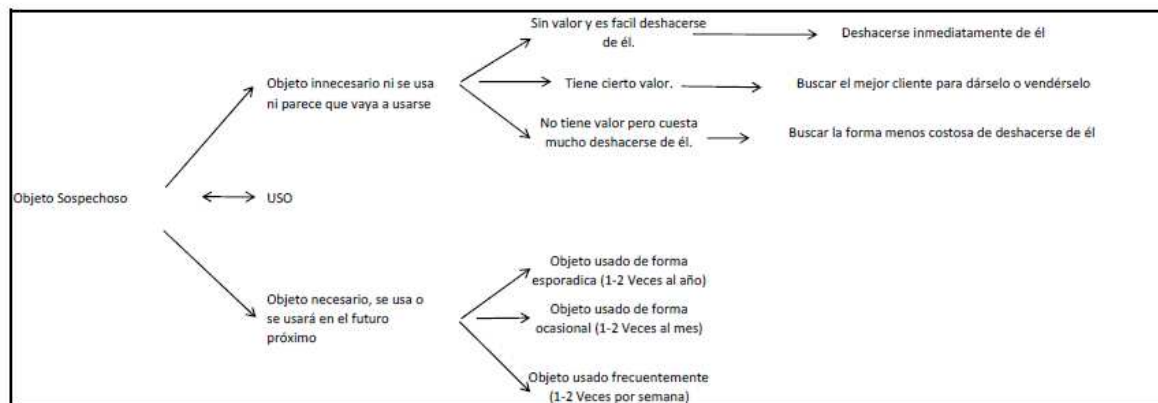 Sin valor y es facil deshacerse
de él.
Deshacerse inmediatamente de él
Objeto innecesario ni se usa
ni parece que vaya a usarse
Tiene cierto valor.
Buscar el mejor cliente para dárselo o vendérselo
No tiene valor pero cuesta
mucho deshacerse de él.
Buscar la forma menos costosa de deshacerse de él
Objeto Sospechoso
USO
Objeto necesario, se usa o
se usará en el futuro
próximo
Objeto usado de forma
esporadica (1-2 Veces al año)
Objeto usado de forma
ocasional (1-2 Veces al mes)
Objeto usado frecuentemente
(1-2 Veces por semana)